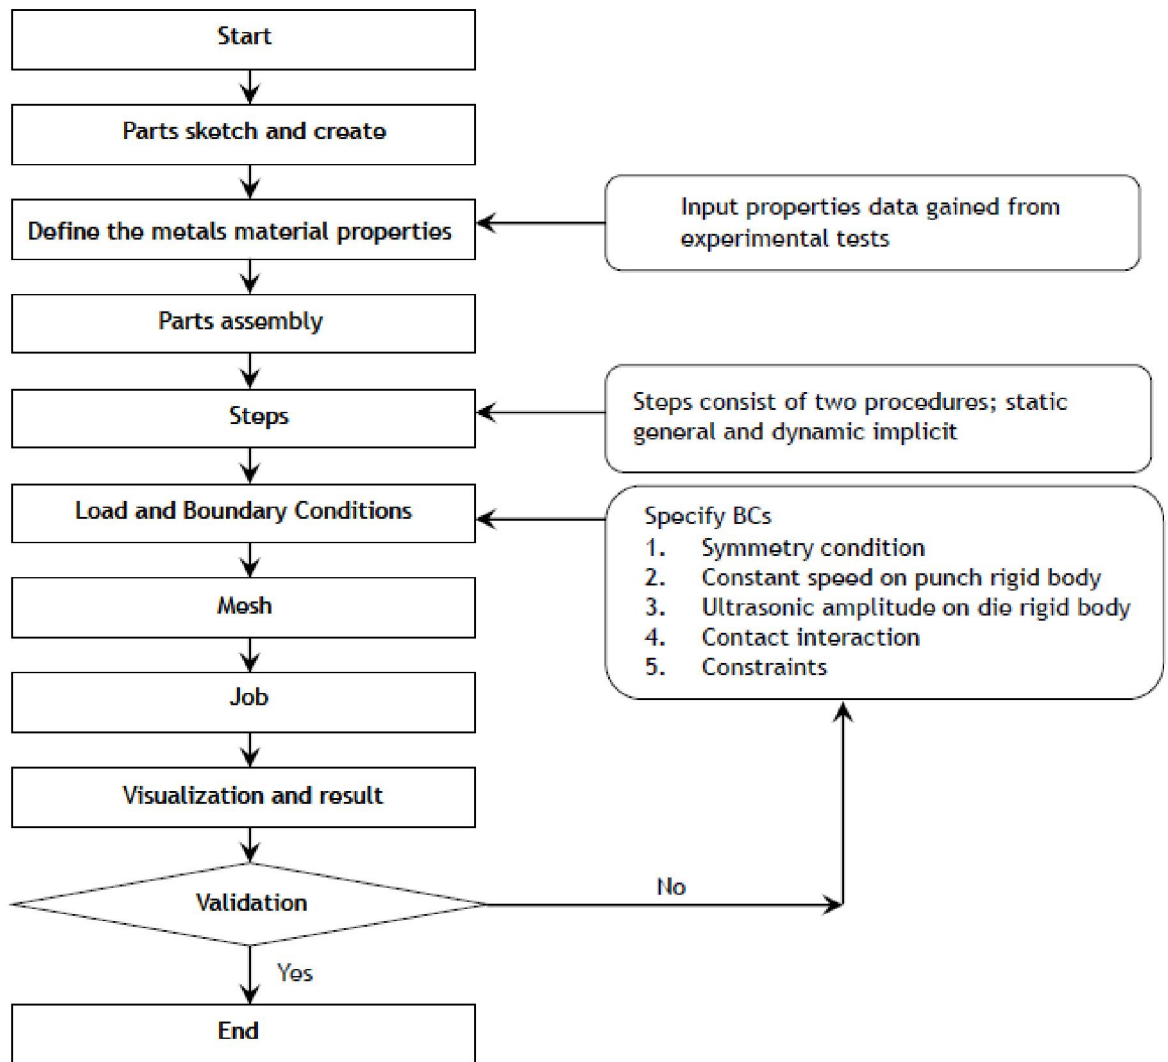 Start
Parts sketch and create
Define the metals material properties
Input properties data gained from
experimental tests
Parts assembly
Steps
Steps consist of two procedures; static
general and dynamic implicit
Load and Boundary Conditions
Specify BCs
1. Symmetry condition
2. Constant speed on punch rigid body
3. Ultrasonic amplitude on die rigid body
4. Contact interaction
5. Constraints
Mesh
Job
Visualization and result
Validation
No
Yes
End